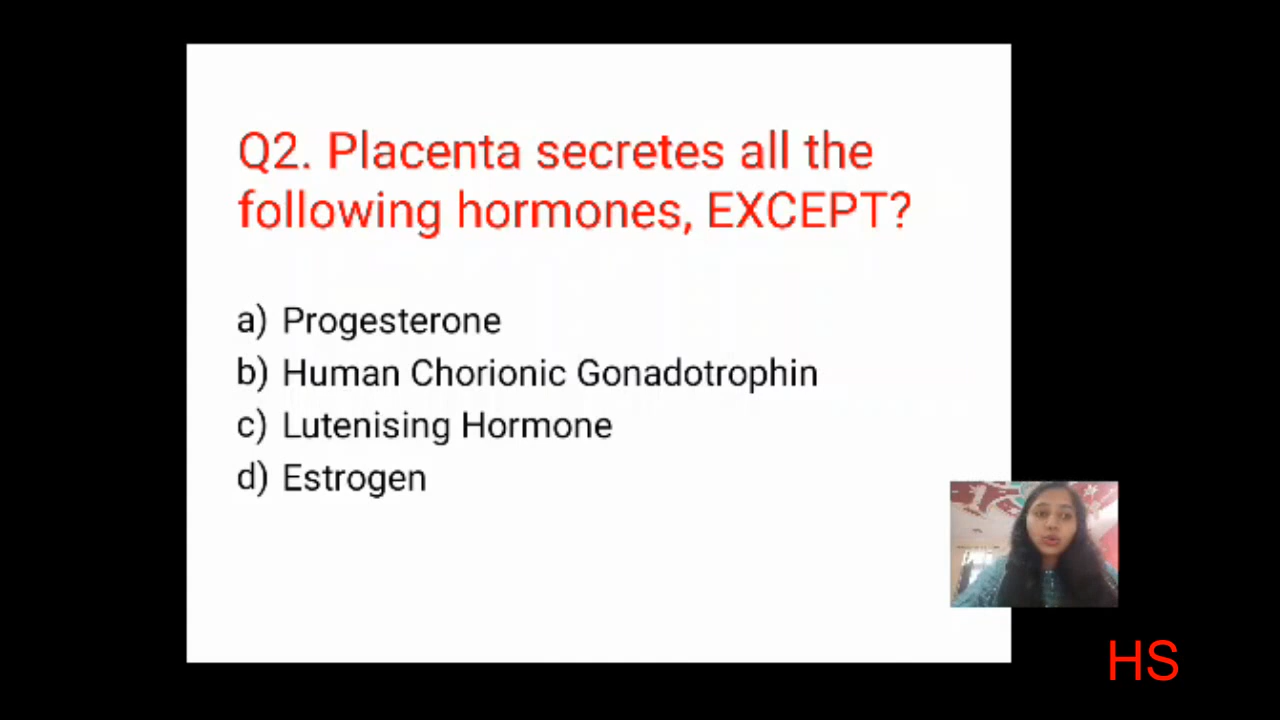 Q2. Placenta secretes all the
following hormones, EXCEPT?
a) Progesterone
b) Human Chorionic Gonadotrophin
c) Lutenising Hormone
d) Estrogen
HS